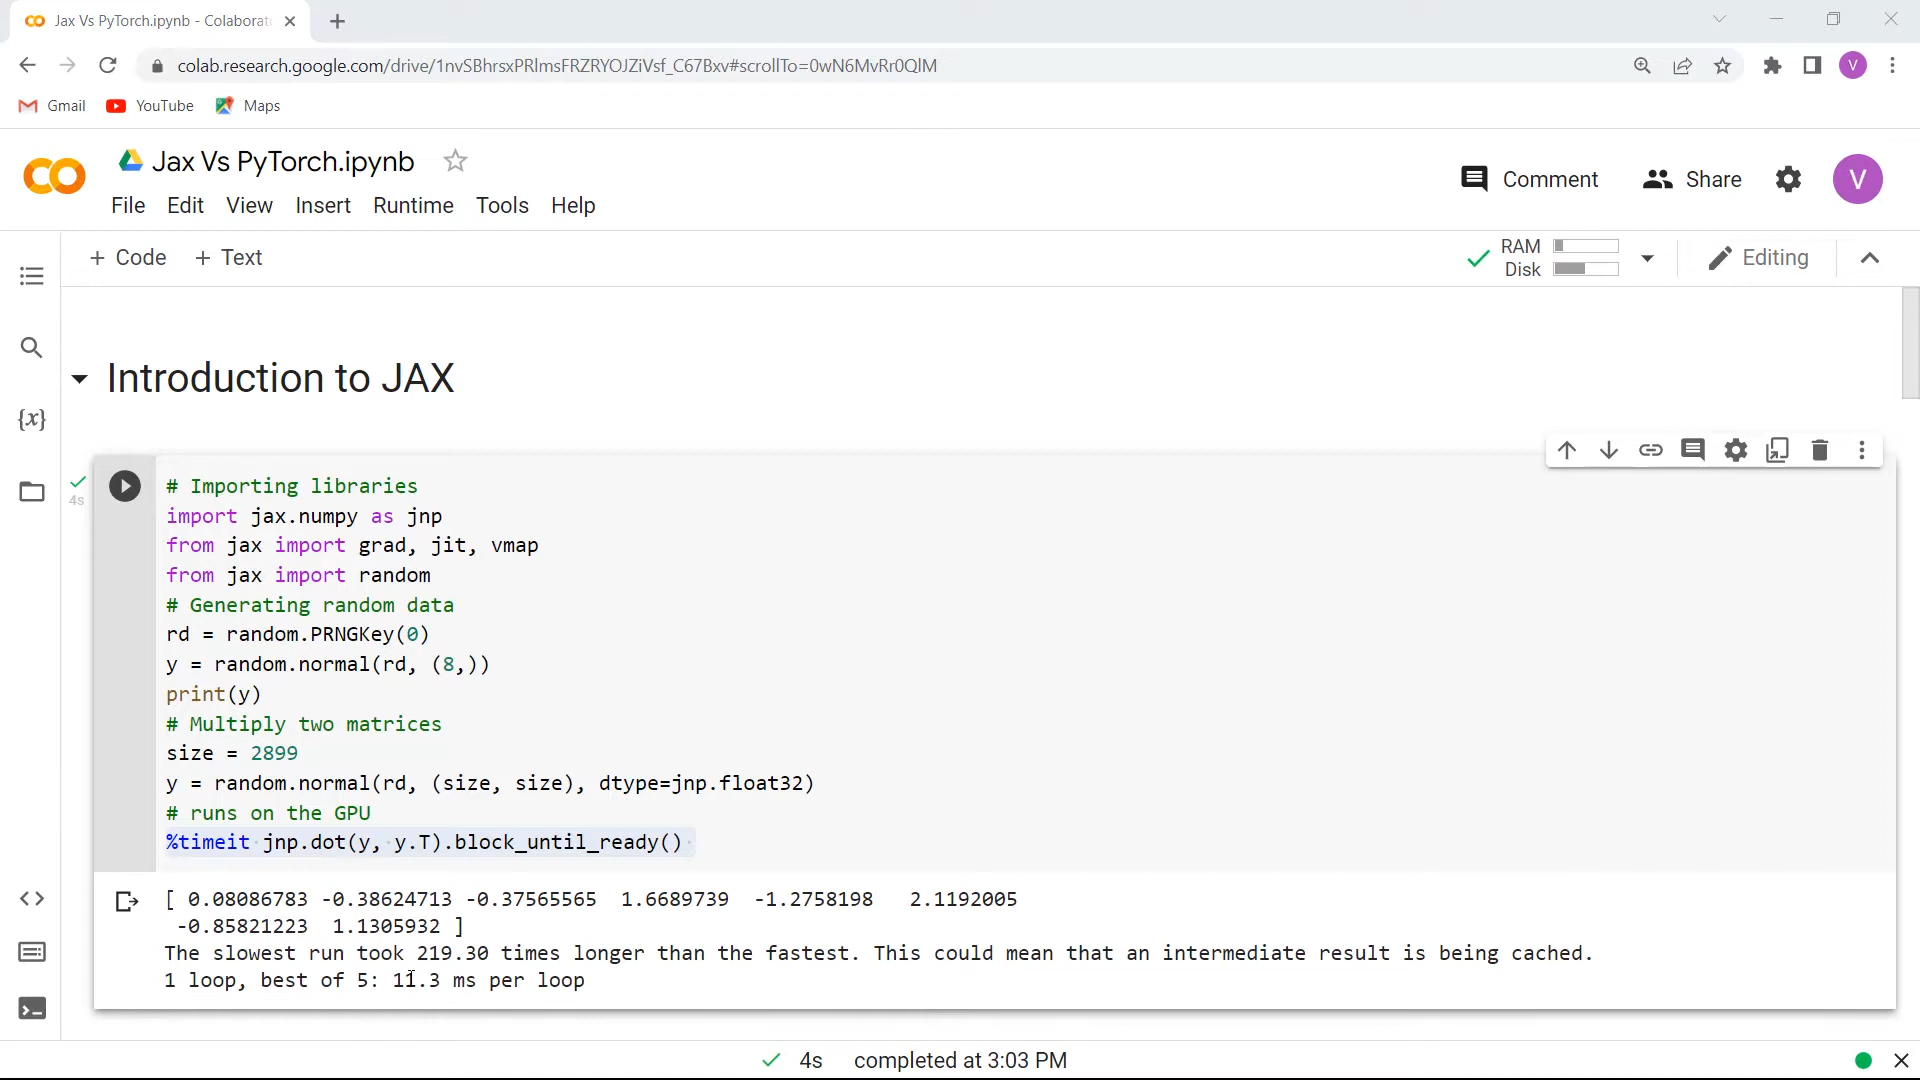 Jax Vs PyTorch.ipynb - Colaborat
colab.research.google.com/drive/1nvSBhrsxPRlmsFRZRYOJZiVsf_C67Bxv#scrollTo=0wN6MvRr0QlM
V
Gmail YouTube Maps
Jax Vs PyTorch.ipynb
Comment Share V
File Edit View Insert Runtime Tools Help
+ Code + Text
RAM
Disk
Editing
Introduction to JAX
{x}
4s
# Importing libraries
import jax.numpy as jnp
from jax import grad, jit, vmap
from jax import random
# Generating random data
rd = random.PRNGKey(0)
y = random.normal(rd, (8,))
print(y)
# Multiply two matrices
size = 2899
y = random.normal(rd, (size, size), dtype=jnp.float32)
# runs on the GPU
%timeit jnp.dot(y, y.T).block_until_ready()
[ 0.08086783 -0.38624713 -0.37565565 1.6689739 -1.2758198 2.1192005
-0.85821223 1.1305932 ]
The slowest run took 219.30 times longer than the fastest. This could mean that an intermediate result is being cached.
1 loop, best of 5: 11.3 ms per loop
4s completed at 3:03 PM